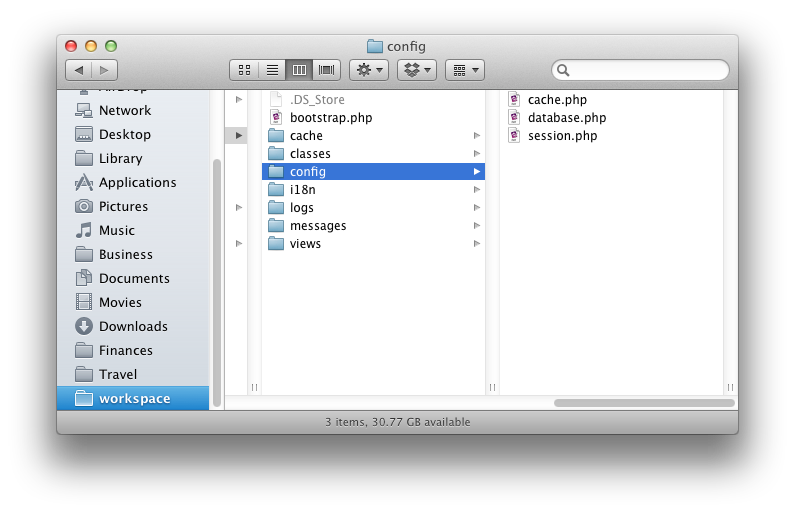 config
AirDrop
Network
Desktop
Library
Applications
Pictures
Music
Business
Documents
Movies
Downloads
Finances
Travel
workspace
.DS_Store
bootstrap.php
cache
classes
config
i18n
logs
messages
views
cache.php
database.php
session.php
3 items, 30.77 GB available